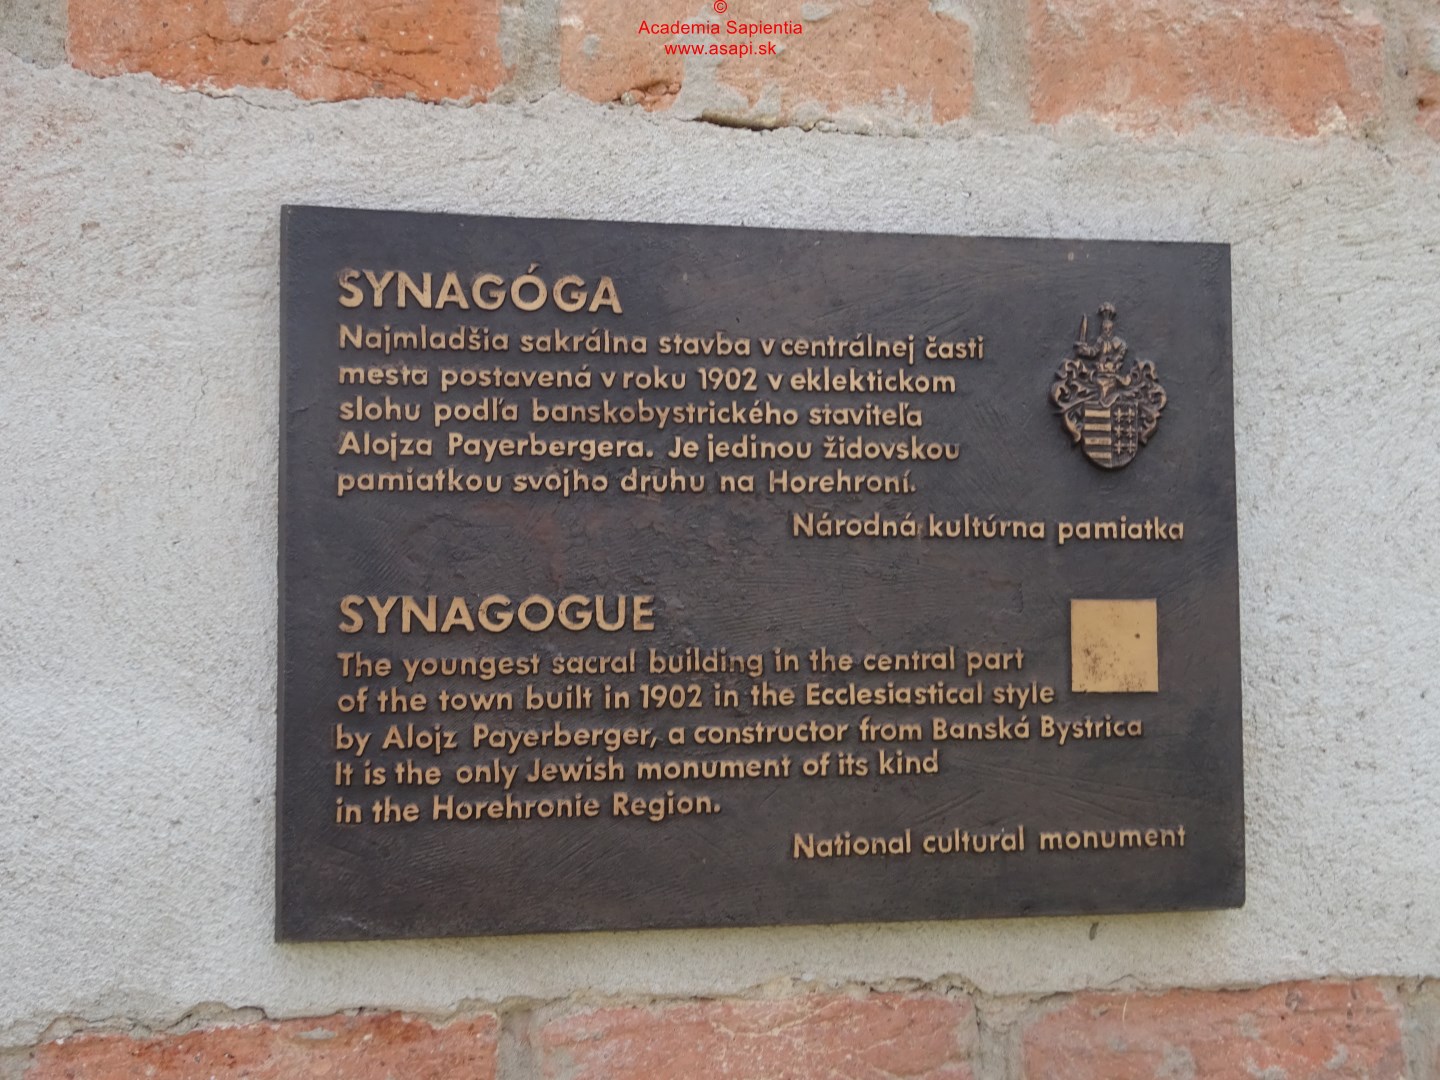 ©
Academia Sapientia
www.asapi.sk
SYNAGÓGA
Najmladšia sakrálna stavba v centrálnej časti
mesta postavená v roku 1902 v eklektickom
slohu podľa banskobystrického staviteľa
Alojza Payerbergera. Je jedinou židovskou
pamiatkou svojho druhu na Horehroní.
Národná kultúrna pamiatka
SYNAGOGUE
The youngest sacral building in the central part
of the town built in 1902 in the Ecclesiastical style
by Alojz Payerberger, a constructor from Banská Bystrica
It is the only Jewish monument of its kind
in the Horehronie Region.
National cultural monument